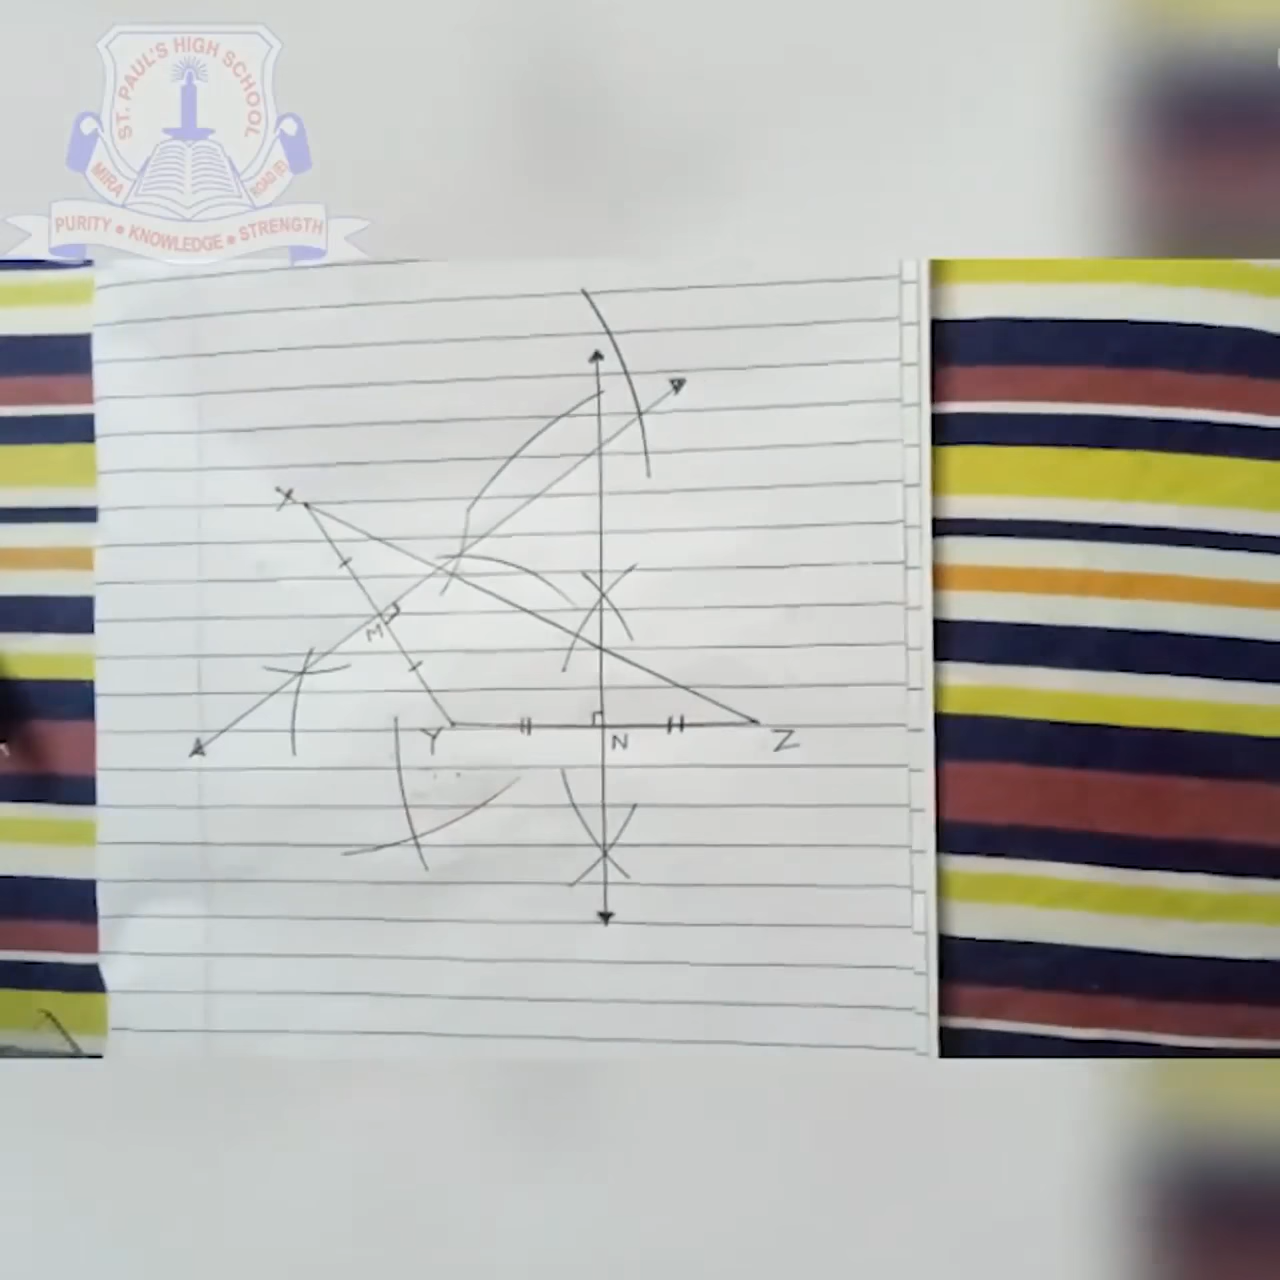 ST. PAUL'S HIGH SCHOOL
MIRA ROAD (E)
PURITY • KNOWLEDGE • STRENGTH
X
M
Y N Z